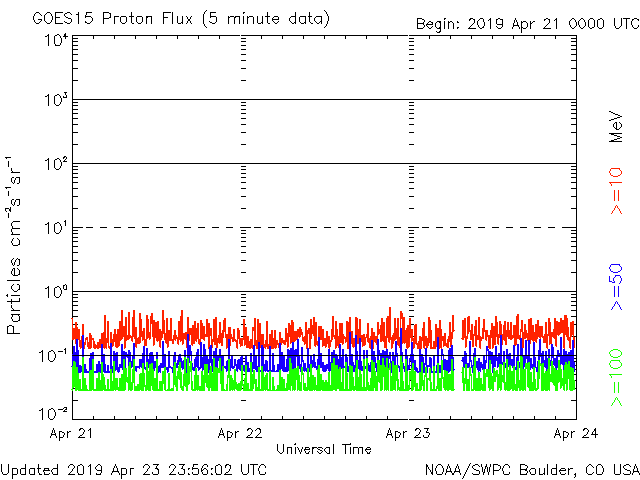 GOES15 Proton Flux (5 minute data)
Begin: 2019 Apr 21 0000 UTC
10⁴
10³
10²
10¹
10⁰
10⁻¹
10⁻²
Particles cm⁻²s⁻¹sr⁻¹
MeV
>=10
>=50
>=100
Apr 21
Apr 22
Apr 23
Apr 24
Universal Time
Updated 2019 Apr 23 23:56:02 UTC
NOAA/SWPC Boulder, CO USA